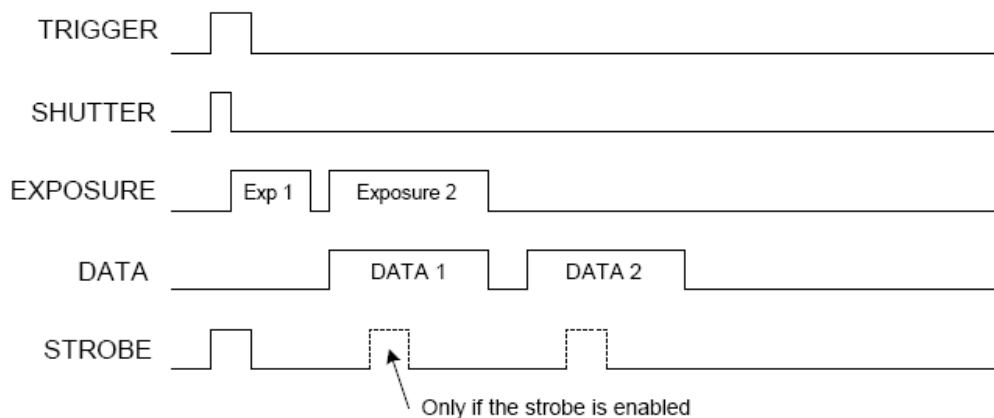 TRIGGER
SHUTTER
EXPOSURE
Exp 1
Exposure 2
DATA
DATA 1
DATA 2
STROBE
Only if the strobe is enabled